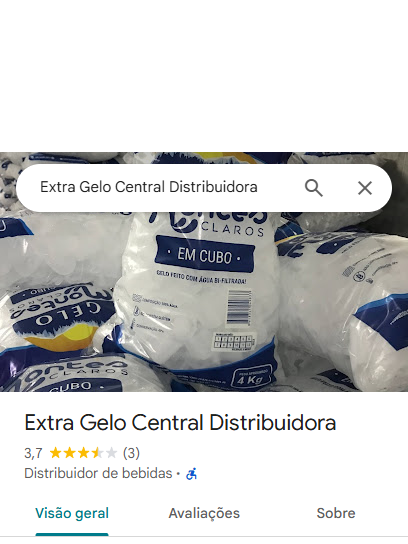 Extra Gelo Central Distribuidora
Montes
CLAROS
EM CUBO
GELO FEITO COM ÁGUA BI-FILTRADA!
4 Kg
GELO
Montes
CLAROS
CUBO
Extra Gelo Central Distribuidora
3,7 (3)
Distribuidor de bebidas ·
Visão geral
Avaliações
Sobre